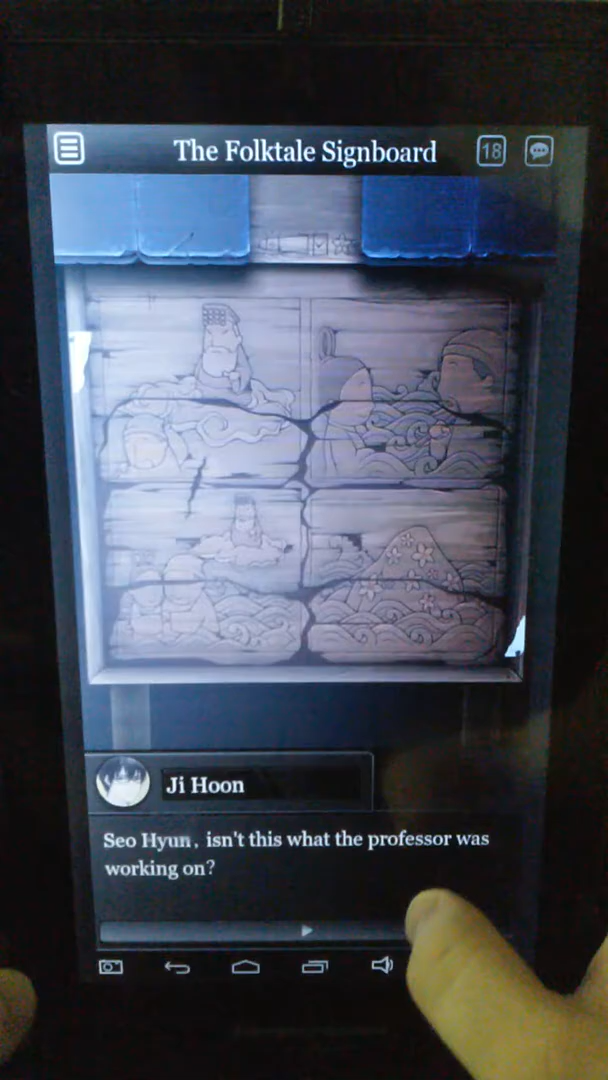 The Folktale Signboard
18
Ji Hoon
Seo Hyun, isn't this what the professor was
working on?